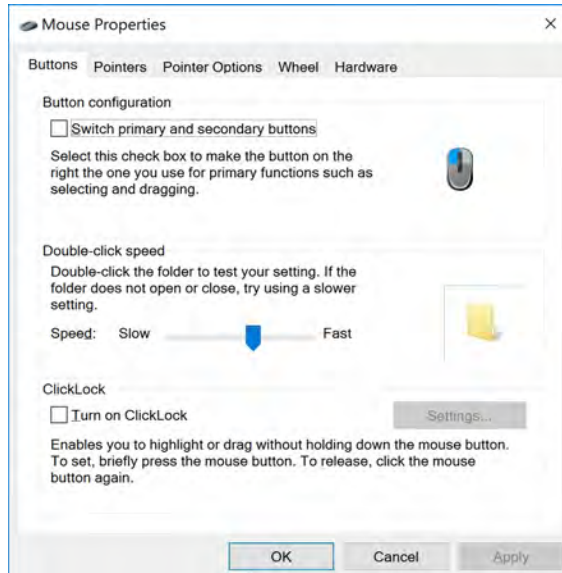 Mouse Properties
Buttons Pointers Pointer Options Wheel Hardware
Button configuration
Switch primary and secondary buttons
Select this check box to make the button on the
right the one you use for primary functions such as
selecting and dragging.
Double-click speed
Double-click the folder to test your setting. If the
folder does not open or close, try using a slower
setting.
Speed: Slow Fast
ClickLock
Turn on ClickLock Settings...
Enables you to highlight or drag without holding down the mouse button.
To set, briefly press the mouse button. To release, click the mouse
button again.
OK Cancel Apply